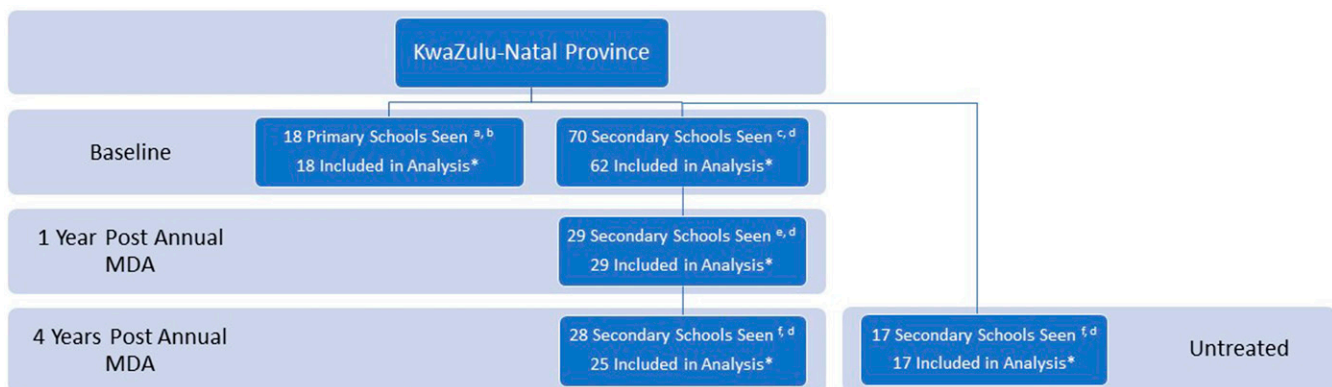 KwaZulu-Natal Province
Baseline
18 Primary Schools Seen a, b
18 Included in Analysis*
70 Secondary Schools Seen c, d
62 Included in Analysis*
1 Year Post Annual
MDA
29 Secondary Schools Seen e, d
29 Included in Analysis*
4 Years Post Annual
MDA
28 Secondary Schools Seen f, d
25 Included in Analysis*
17 Secondary Schools Seen f, d
17 Included in Analysis*
Untreated